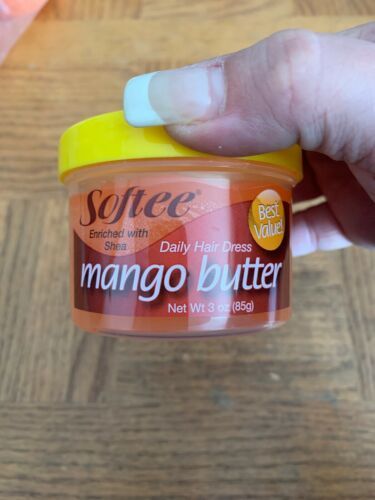 Softee®
Enriched with
Shea
Daily Hair Dress
Best
Value!
mango butter
Net Wt 3 oz (85g)